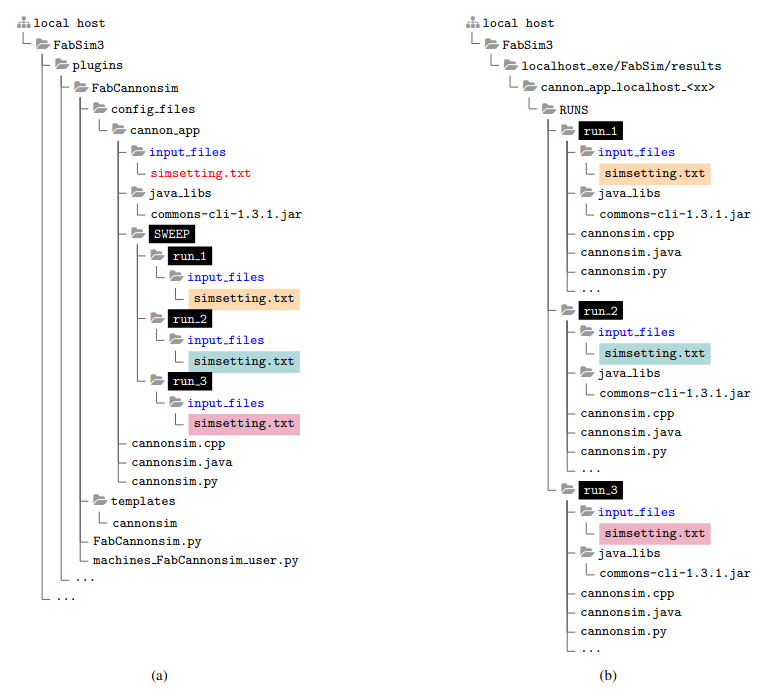 local host
FabSim3
plugins
FabCannonsim
config_files
cannon_app
input_files
simsetting.txt
java_libs
commons-cli-1.3.1.jar
SWEEP
run_1
input_files
simsetting.txt
run_2
input_files
simsetting.txt
run_3
input_files
simsetting.txt
cannonsim.cpp
cannonsim.java
cannonsim.py
templates
cannonsim
FabCannonsim.py
machines_FabCannonsim_user.py
...
...
(a)
local host
FabSim3
localhost_exe/FabSim/results
cannon_app_localhost_<xx>
RUNS
run_1
input_files
simsetting.txt
java_libs
commons-cli-1.3.1.jar
cannonsim.cpp
cannonsim.java
cannonsim.py
...
run_2
input_files
simsetting.txt
java_libs
commons-cli-1.3.1.jar
cannonsim.cpp
cannonsim.java
cannonsim.py
...
run_3
input_files
simsetting.txt
java_libs
commons-cli-1.3.1.jar
cannonsim.cpp
cannonsim.java
cannonsim.py
...
(b)